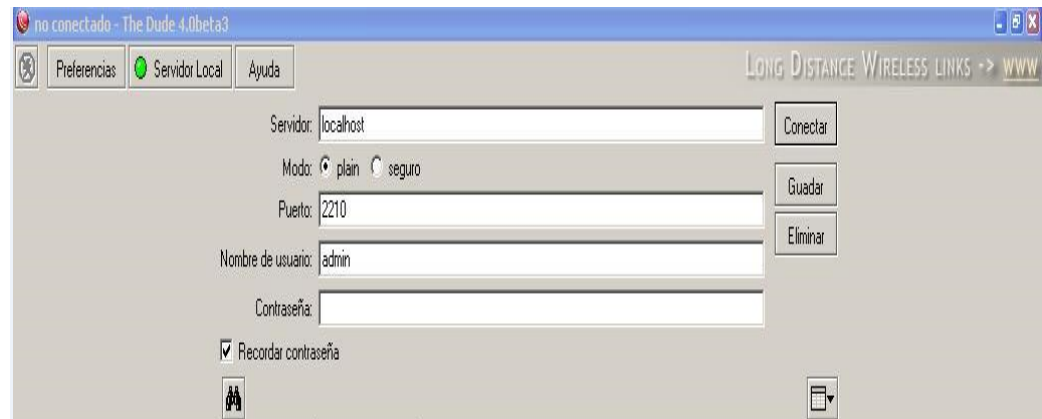 no conectado - The Dude 4.0beta3
Preferencias Servidor Local Ayuda LONG DISTANCE WIRELESS LINKS -> WWW
Servidor: localhost Conectar
Modo: plain seguro
Guadar
Puerto: 2210
Eliminar
Nombre de usuario: admin
Contraseña:
Recordar contraseña